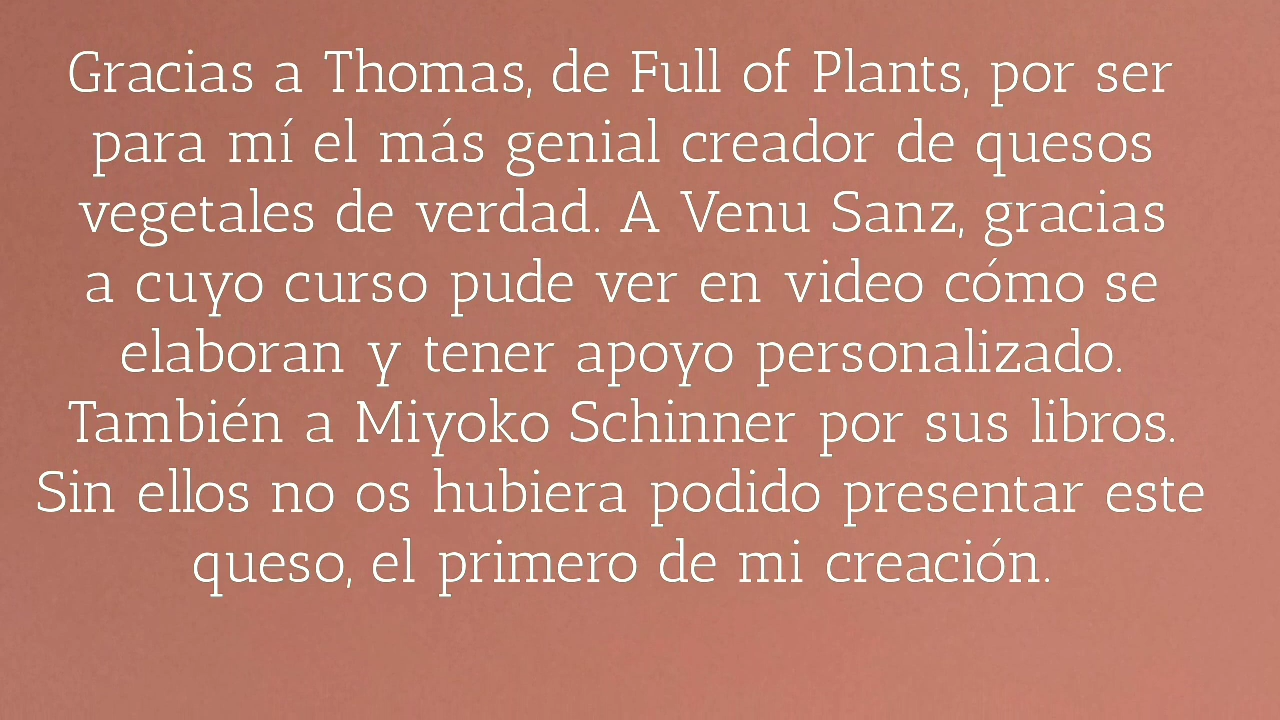 Gracias a Thomas, de Full of Plants, por ser
para mí el más genial creador de quesos
vegetales de verdad. A Venu Sanz, gracias
a cuyo curso pude ver en video cómo se
elaboran y tener apoyo personalizado.
También a Miyoko Schinner por sus libros.
Sin ellos no os hubiera podido presentar este
queso, el primero de mi creación.